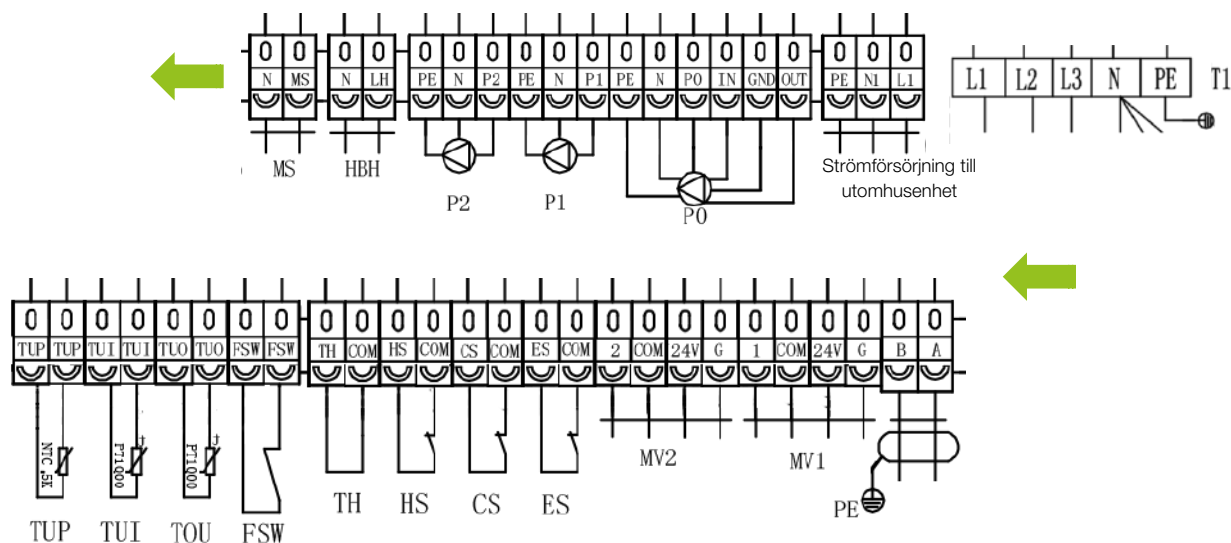 0 0 0 0 0 0 0 0 0 0 0 0 0 0 0 0 0
N MS N LH PE N P2 PE N P1 PE N P0 IN GND OUT PE N1 L1
L1 L2 L3 N PE T1
MS HBH
P2 P1 P0
Strömförsörjning till
utomhusenhet
0 0 0 0 0 0 0 0 0 0 0 0 0 0 0 0 0 0 0 0 0 0 0 0 0 0
TUP TUP TUI TUI TUO TUO FSW FSW TH COM HS COM CS COM ES COM 2 COM 24V G 1 COM 24V G B A
NTC .5K
PT1000
t
PT1000
t
MV2 MV1
PE
TUP TUI TOU FSW TH HS CS ES